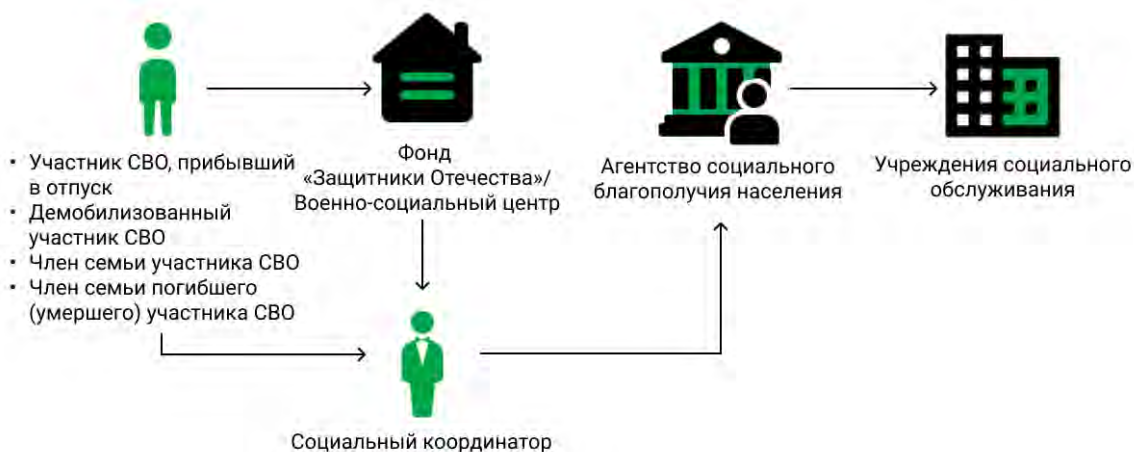 • Участник СВО, прибывший
в отпуск
• Демобилизованный
участник СВО
• Член семьи участника СВО
• Член семьи погибшего
(умершего) участника СВО
Фонд
«Защитники Отечества»/
Военно-социальный центр
Социальный координатор
Агентство социального
благополучия населения
Учреждения социального
обслуживания